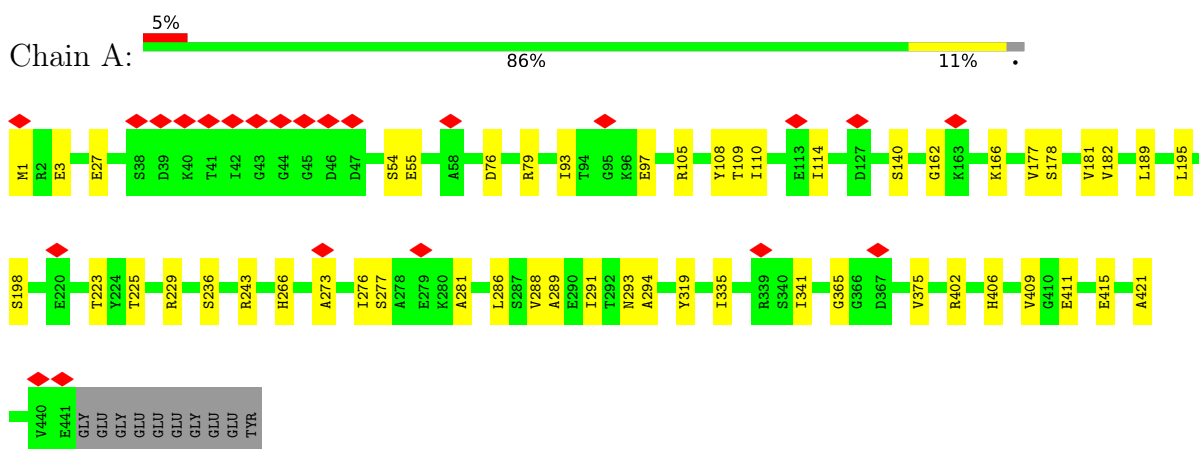 5%
Chain A:
86% 11% •
M1 R2 E3 E27 S38 D39 K40 T41 I42 G43 G44 G45 D46 D47 S54 E55 A58 D76 R79 I93 T94 G95 K96 E97 R105 Y108 T109 I110 E113 I114 D127 S140 G162 K163 K166 V177 S178 V181 V182 L189 L195
S198 E220 T223 Y224 T225 R229 S236 R243 H266 A273 I276 S277 A278 E279 K280 A281 L286 S287 V288 A289 E290 I291 T292 N293 A294 Y319 I335 R339 S340 I341 G365 G366 D367 V375 R402 H406 V409 G410 E411 E415 A421
V440 E441 GLY GLU GLY GLU GLU GLU GLY GLU GLU TYR